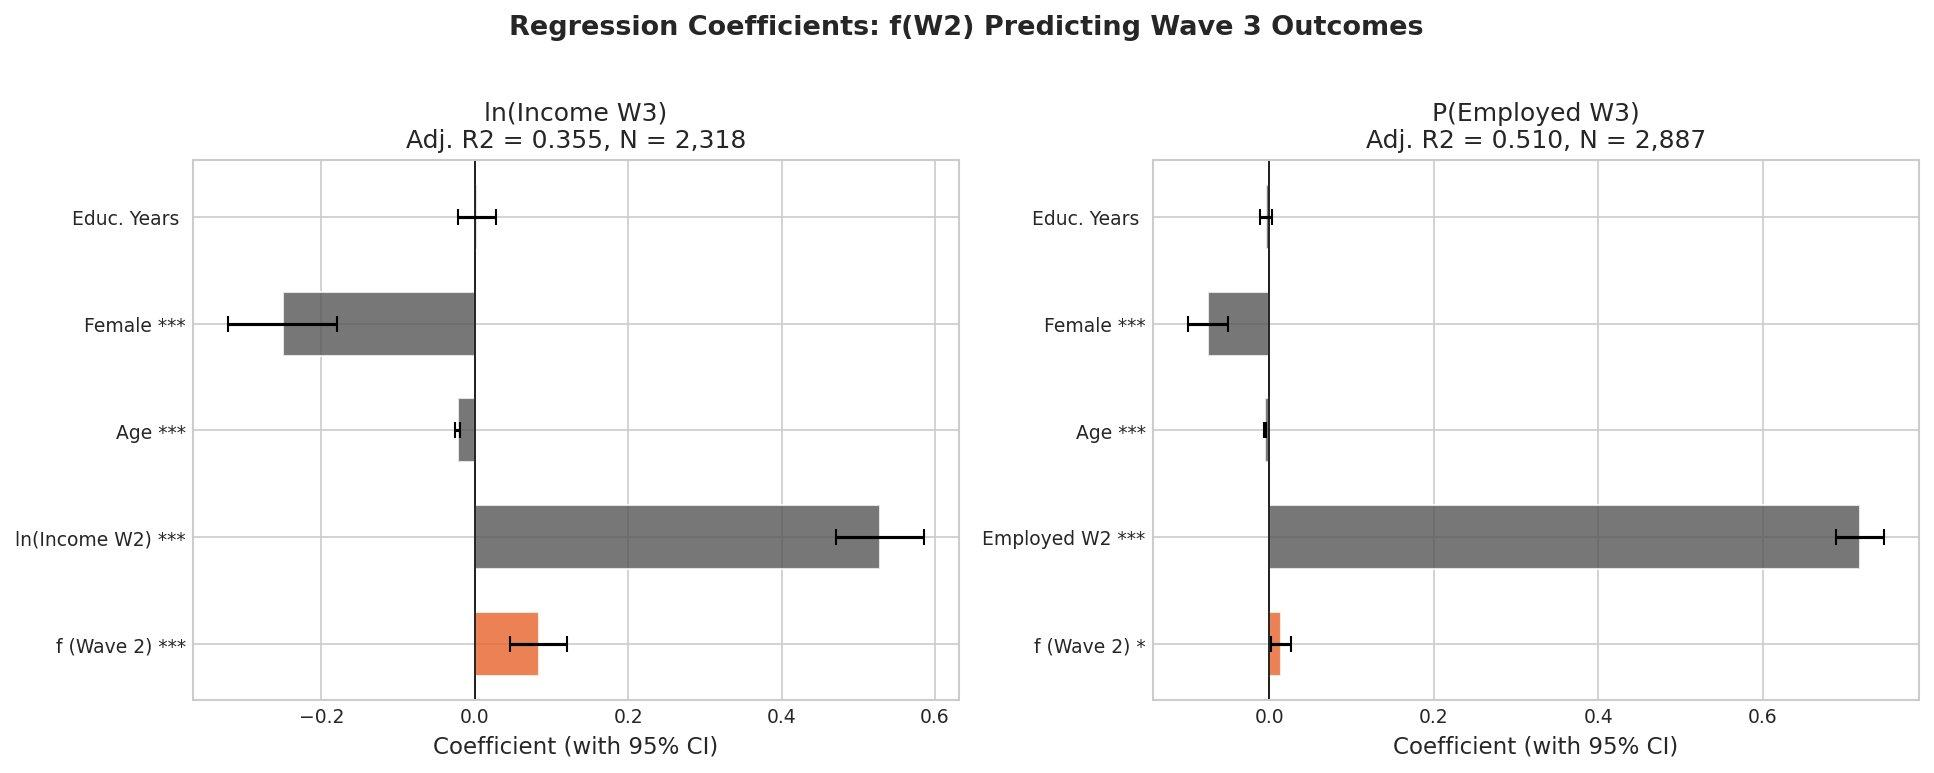 Regression Coefficients: f(W2) Predicting Wave 3 Outcomes
ln(Income W3)
Adj. R2 = 0.355, N = 2,318
Educ. Years
Female ***
Age ***
ln(Income W2) ***
f (Wave 2) ***
−0.2 0.0 0.2 0.4 0.6
Coefficient (with 95% CI)
P(Employed W3)
Adj. R2 = 0.510, N = 2,887
Educ. Years
Female ***
Age ***
Employed W2 ***
f (Wave 2) *
0.0 0.2 0.4 0.6
Coefficient (with 95% CI)